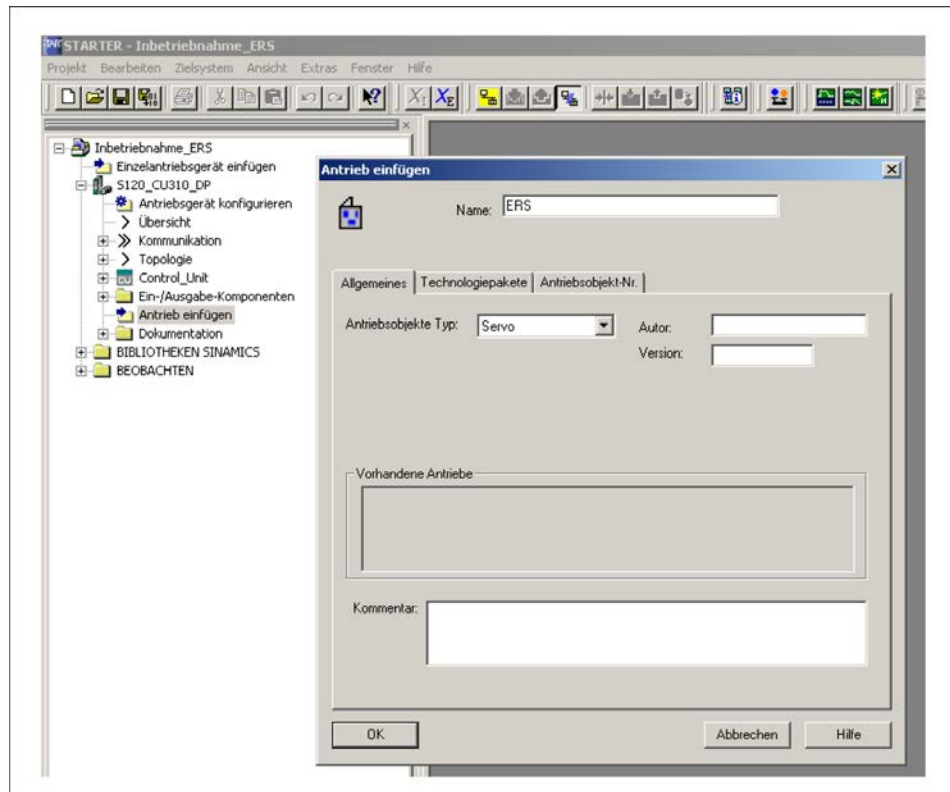 STARTER - Inbetriebnahme_ERS
Projekt Bearbeiten Zielsystem Ansicht Extras Fenster Hilfe
Inbetriebnahme_ERS
Einzelantriebsgerät einfügen
S120_CU310_DP
Antriebsgerät konfigurieren
Übersicht
Kommunikation
Topologie
Control_Unit
Ein-/Ausgabe-Komponenten
Antrieb einfügen
Dokumentation
BIBLIOTHEKEN SINAMICS
BEOBACHTEN
Antrieb einfügen
Name: ERS
Allgemeines Technologiepakete Antriebsobjekt-Nr.
Antriebsobjekte Typ: Servo Autor:
Version:
Vorhandene Antriebe
Kommentar:
OK Abbrechen Hilfe